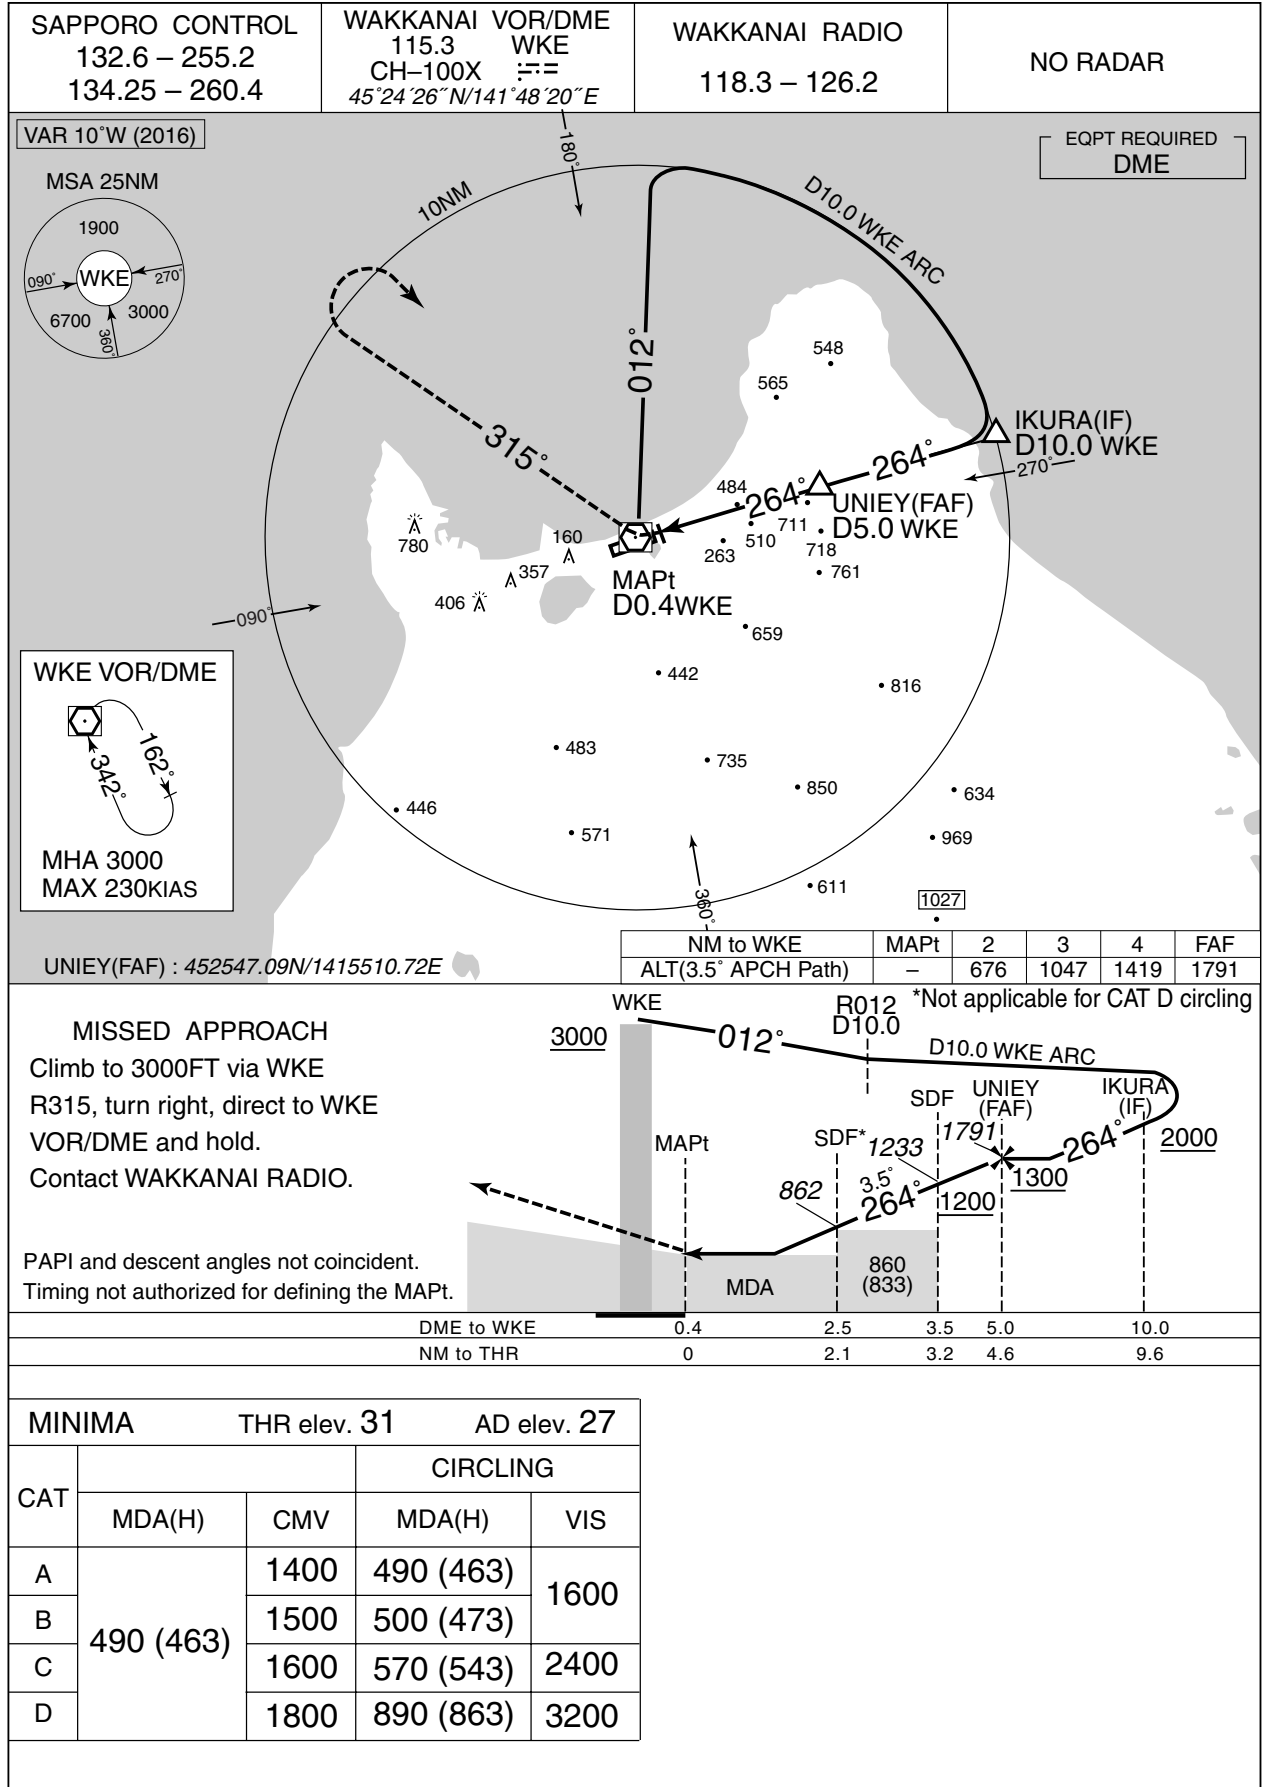 SAPPORO CONTROL
132.6 – 255.2
134.25 – 260.4
WAKKANAI VOR/DME
115.3 WKE
CH–100X
45°24´26˝N/141°48´20˝E
WAKKANAI RADIO
118.3 – 126.2
NO RADAR
VAR 10°W (2016)
EQPT REQUIRED
DME
MSA 25NM
1900
090°
WKE
270°
6700
3000
360°
180°
10NM
D10.0 WKE ARC
012°
315°
548
565
IKURA(IF)
D10.0 WKE
270°
264°
264°
484
UNIEY(FAF)
D5.0 WKE
711
510
718
263
761
780
160
357
406
MAPt
D0.4WKE
090°
659
442
816
483
735
850
634
446
571
969
611
1027
360°
WKE VOR/DME
162°
342°
MHA 3000
MAX 230KIAS
UNIEY(FAF) : 452547.09N/1415510.72E
NM to WKE MAPt 2 3 4 FAF
ALT(3.5° APCH Path) – 676 1047 1419 1791
*Not applicable for CAT D circling
MISSED APPROACH
Climb to 3000FT via WKE
R315, turn right, direct to WKE
VOR/DME and hold.
Contact WAKKANAI RADIO.
PAPI and descent angles not coincident.
Timing not authorized for defining the MAPt.
WKE
3000
012°
R012
D10.0
D10.0 WKE ARC
SDF
UNIEY
(FAF)
IKURA
(IF)
MAPt
SDF*
1233
1791
264°
2000
862
3.5°
264°
1200
1300
MDA
860
(833)
DME to WKE 0.4 2.5 3.5 5.0 10.0
NM to THR 0 2.1 3.2 4.6 9.6
MINIMA THR elev. 31 AD elev. 27
CAT
CIRCLING
MDA(H) CMV MDA(H) VIS
A 1400 490 (463)
1600
B 1500 500 (473)
490 (463)
C 1600 570 (543) 2400
D 1800 890 (863) 3200